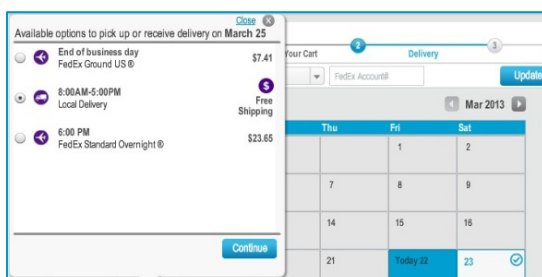 Close
Available options to pick up or receive delivery on March 25
End of business day
FedEx Ground US ®
$7.41
8:00AM-5:00PM
Local Delivery
$
Free
Shipping
6:00 PM
FedEx Standard Overnight ®
$23.65
Continue
Your Cart
2
Delivery
3
FedEx Account#
Update
Mar 2013
Thu
Fri
Sat
1
2
7
8
9
14
15
16
21
Today 22
23